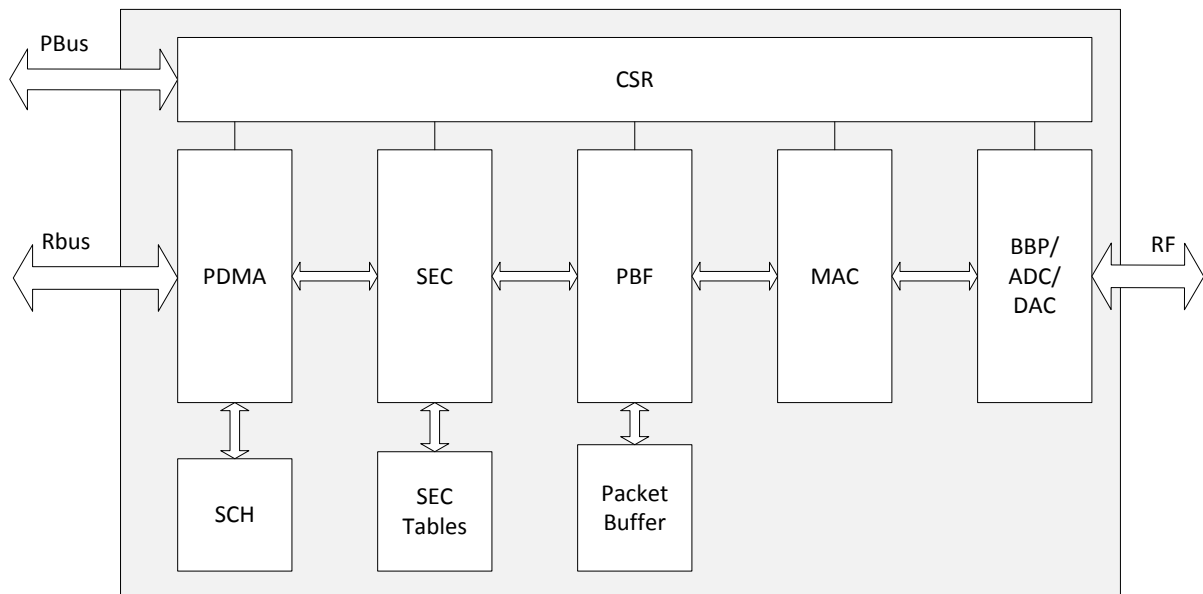 PBus
CSR
Rbus
PDMA
SEC
PBF
MAC
BBP/
ADC/
DAC
RF
SCH
SEC
Tables
Packet
Buffer